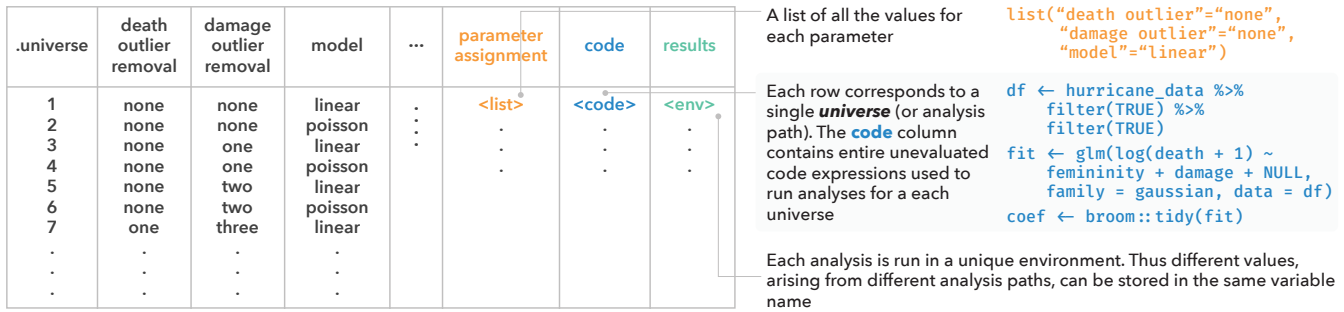 .universe	death outlier removal	damage outlier removal	model	...	parameter assignment	code	results
1	none	none	linear	.	<list>	<code>	<env>
2	none	none	poisson	.	.	.	.
3	none	one	linear	.	.	.	.
4	none	one	poisson		.	.	.
5	none	two	linear
6	none	two	poisson
7	one	three	linear
.	.	.	.
.	.	.	.
.	.	.	.
A list of all the values for
each parameter
list(“death outlier”=“none”,
“damage outlier”=“none”,
“model”=“linear”)
Each row corresponds to a
single universe (or analysis
path). The code column
contains entire unevaluated
code expressions used to
run analyses for a each
universe
df ← hurricane_data %>%
filter(TRUE) %>%
filter(TRUE)
fit ← glm(log(death + 1) ~
femininity + damage + NULL,
family = gaussian, data = df)
coef ← broom::tidy(fit)
Each analysis is run in a unique environment. Thus different values,
arising from different analysis paths, can be stored in the same variable
name